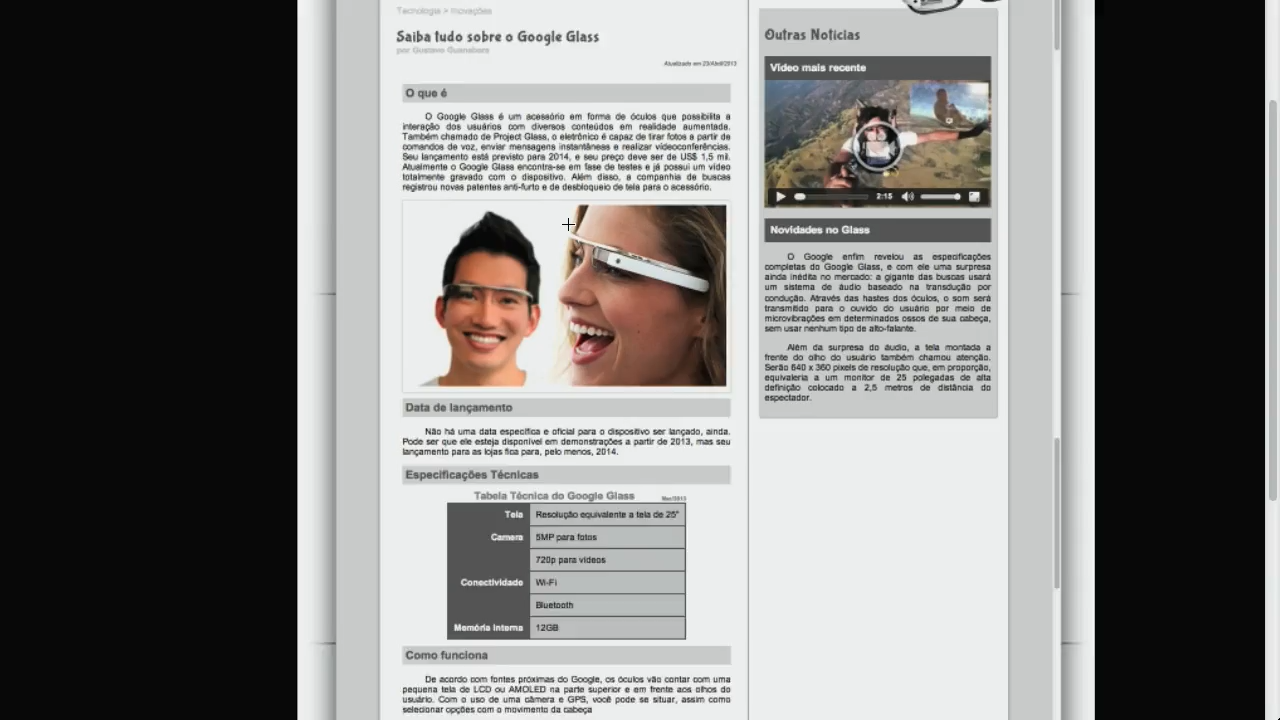 Tecnologia > Inovações
Saiba tudo sobre o Google Glass
por Gustavo Guanabara
Atualizado em 23/Abril/2013
O que é
O Google Glass é um acessório em forma de óculos que possibilita a
interação dos usuários com diversos conteúdos em realidade aumentada.
Também chamado de Project Glass, o eletrônico é capaz de tirar fotos a partir de
comandos de voz, enviar mensagens instantâneas e realizar vídeoconferências.
Seu lançamento está previsto para 2014, e seu preço deve ser de US$ 1,5 mil.
Atualmente o Google Glass encontra-se em fase de testes e já possui um vídeo
totalmente gravado com o dispositivo. Além disso, a companhia de buscas
registrou novas patentes anti-furto e de desbloqueio de tela para o acessório.
Data de lançamento
Não há uma data específica e oficial para o dispositivo ser lançado, ainda.
Pode ser que ele esteja disponível em demonstrações a partir de 2013, mas seu
lançamento para as lojas fica para, pelo menos, 2014.
Especificações Técnicas
Tabela Técnica do Google Glass
Mar/2013
Tela Resolução equivalente a tela de 25"
Camera 5MP para fotos
720p para vídeos
Conectividade Wi-Fi
Bluetooth
Memória Interna 12GB
Como funciona
De acordo com fontes próximas do Google, os óculos vão contar com uma
pequena tela de LCD ou AMOLED na parte superior e em frente aos olhos do
usuário. Com o uso de uma câmera e GPS, você pode se situar, assim como
selecionar opções com o movimento da cabeça
Outras Notícias
Vídeo mais recente
2:15
Novidades no Glass
O Google enfim revelou as especificações
completas do Google Glass, e com ele uma surpresa
ainda inédita no mercado: a gigante das buscas usará
um sistema de áudio baseado na transdução por
condução. Através das hastes dos óculos, o som será
transmitido para o ouvido do usuário por meio de
microvibrações em determinados ossos de sua cabeça,
sem usar nenhum tipo de alto-falante.
Além da surpresa do áudio, a tela montada a
frente do olho do usuário também chamou atenção.
Serão 640 x 360 pixels de resolução que, em proporção,
equivaleria a um monitor de 25 polegadas de alta
definição colocado a 2,5 metros de distância do
espectador.